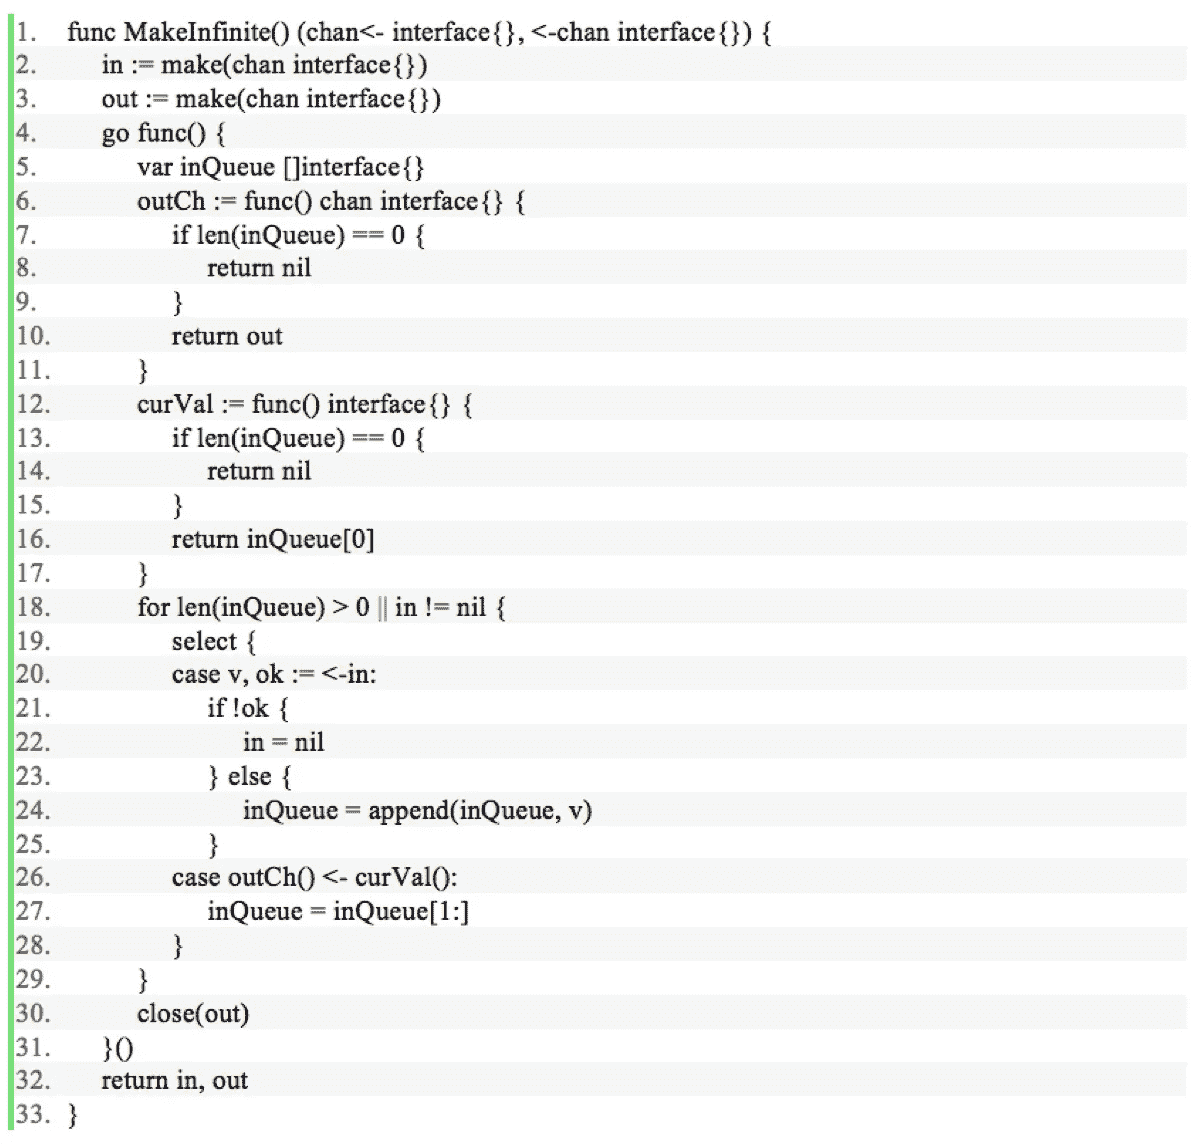 1. func MakeInfinite() (chan<- interface{}, <-chan interface{}) {
2. in := make(chan interface{})
3. out := make(chan interface{})
4. go func() {
5. var inQueue []interface{}
6. outCh := func() chan interface{} {
7. if len(inQueue) == 0 {
8. return nil
9. }
10. return out
11. }
12. curVal := func() interface{} {
13. if len(inQueue) == 0 {
14. return nil
15. }
16. return inQueue[0]
17. }
18. for len(inQueue) > 0 || in != nil {
19. select {
20. case v, ok := <-in:
21. if !ok {
22. in = nil
23. } else {
24. inQueue = append(inQueue, v)
25. }
26. case outCh() <- curVal():
27. inQueue = inQueue[1:]
28. }
29. }
30. close(out)
31. }()
32. return in, out
33. }